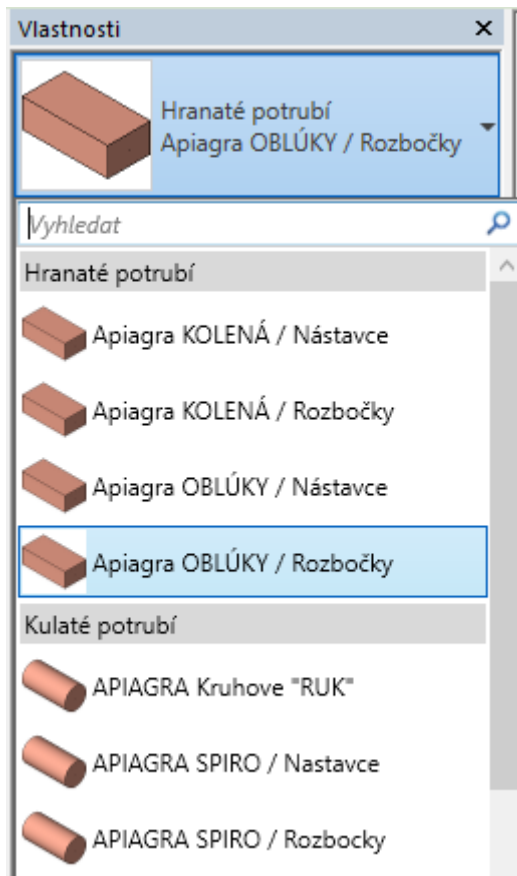 Vlastnosti
Hranaté potrubí
Apiagra OBLÚKY / Rozbočky
Vyhledat
Hranaté potrubí
Apiagra KOLENÁ / Nástavce
Apiagra KOLENÁ / Rozbočky
Apiagra OBLÚKY / Nástavce
Apiagra OBLÚKY / Rozbočky
Kulaté potrubí
APIAGRA Kruhove "RUK"
APIAGRA SPIRO / Nastavce
APIAGRA SPIRO / Rozbocky